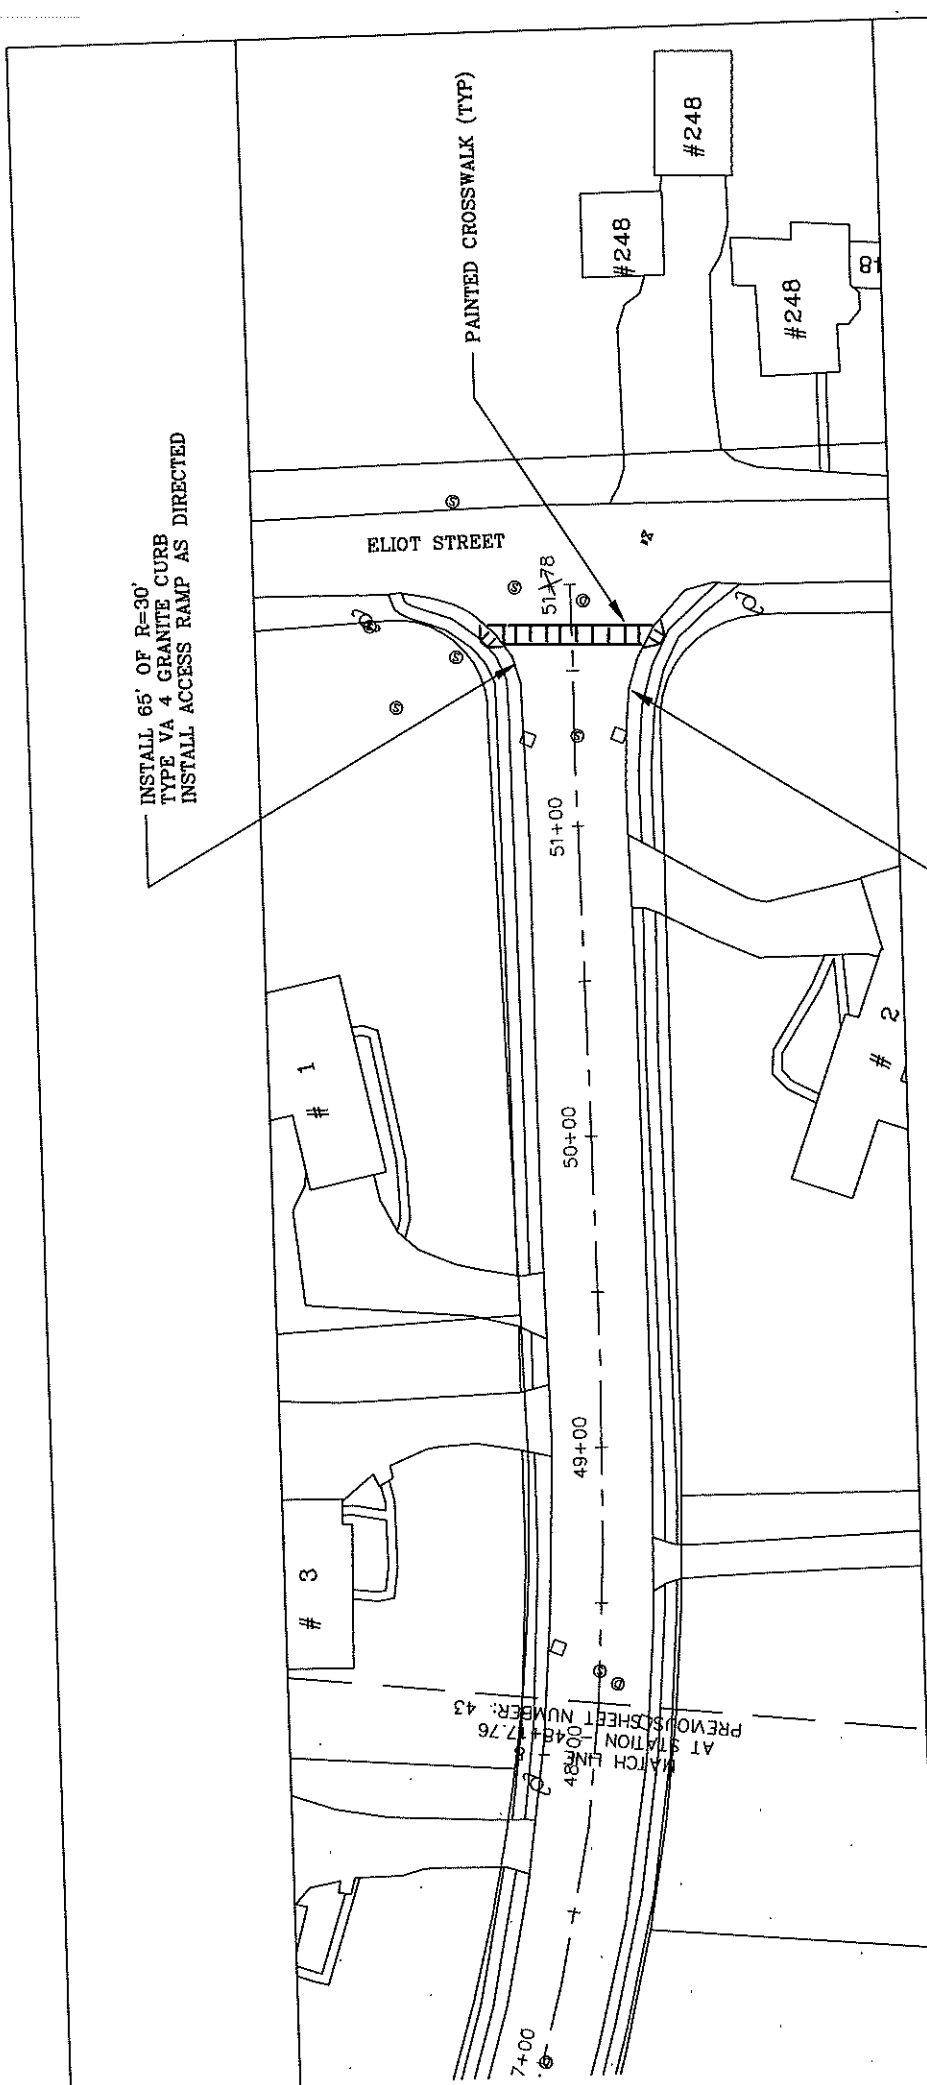 INSTALL 65' OF R=30'
TYPE VA 4 GRANITE CURB
INSTALL ACCESS RAMP AS DIRECTED
PAINTED CROSSWALK (TYP)
#248
#248
#248
ELIOT STREET
51+78
51+00
50+00
49+00
48+00
7+00
# 1
# 2
# 3
MATCH LINE
AT STATION 48+17.76
PREVIOUS SHEET NUMBER: 43